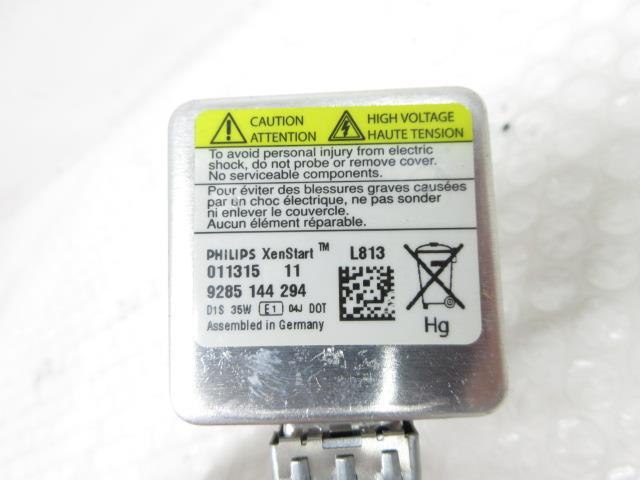 CAUTION
ATTENTION
HIGH VOLTAGE
HAUTE TENSION
To avoid personal injury from electric
shock, do not probe or remove cover.
No serviceable components.
Pour éviter des blessures graves causées
par un choc électrique, ne pas sonder
ni enlever le couvercle.
Aucun élément réparable.
PHILIPS XenStart™ L813
011315 11
9285 144 294
D1S 35W E1 04J DOT
Assembled in Germany
Hg